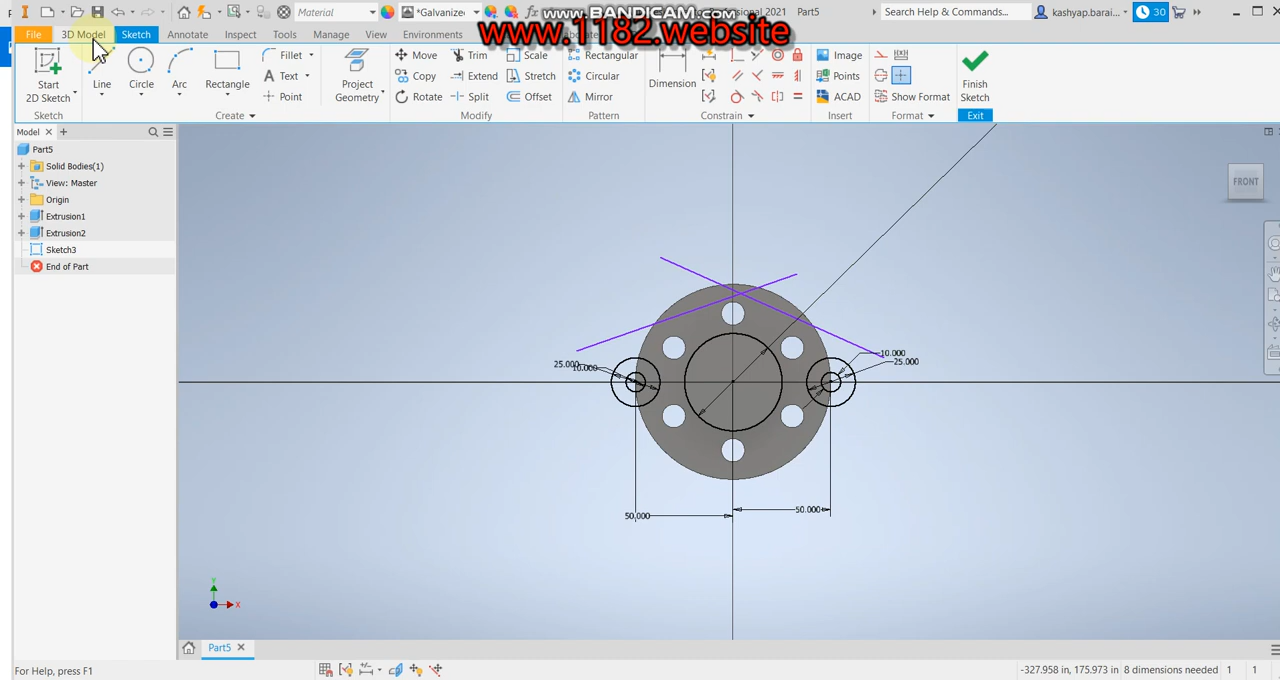 Material
*Galvanized
www.BANDICAM.com
2021 Part5
Search Help & Commands...
kashyap.barai...
30
www.1182.website
File 3D Model Sketch Annotate Inspect Tools Manage View Environments
Start
2D Sketch
Line
Circle
Arc
Rectangle
Fillet
Text
Point
Project
Geometry
Move
Copy
Rotate
Trim
Extend
Split
Scale
Stretch
Offset
Rectangular
Circular
Mirror
Dimension
Image
Points
ACAD
Show Format
Finish
Sketch
Sketch Create Modify Pattern Constrain Insert Format Exit
Model
Part5
Solid Bodies(1)
View: Master
Origin
Extrusion1
Extrusion2
Sketch3
End of Part
FRONT
25.000
10.000
10.000
25.000
50.000
50.000
Y
X
Part5
For Help, press F1
-327.958 in, 175.973 in 8 dimensions needed 1 1